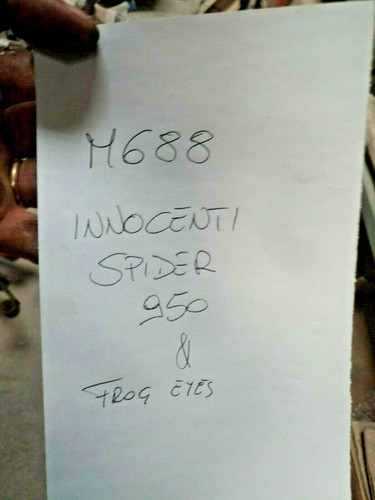 M688
INNOCENTI
SPIDER
950
&
FROG EYES